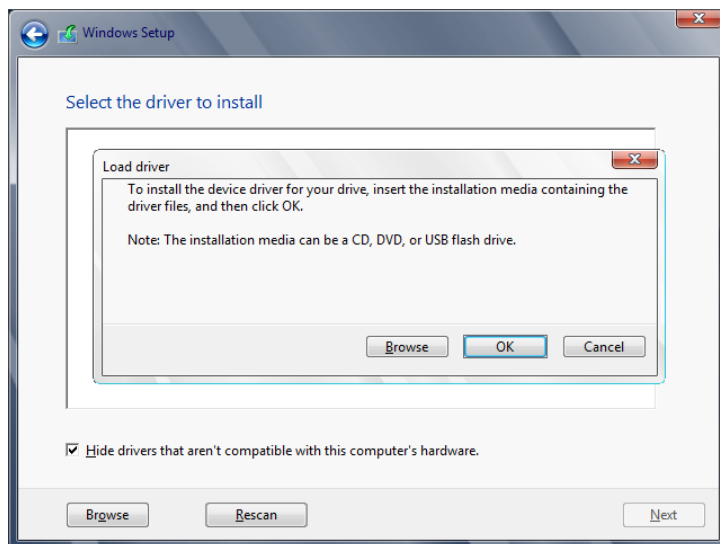 Windows Setup
Select the driver to install
Load driver
To install the device driver for your drive, insert the installation media containing the
driver files, and then click OK.
Note: The installation media can be a CD, DVD, or USB flash drive.
Browse OK Cancel
Hide drivers that aren't compatible with this computer's hardware.
Browse Rescan Next